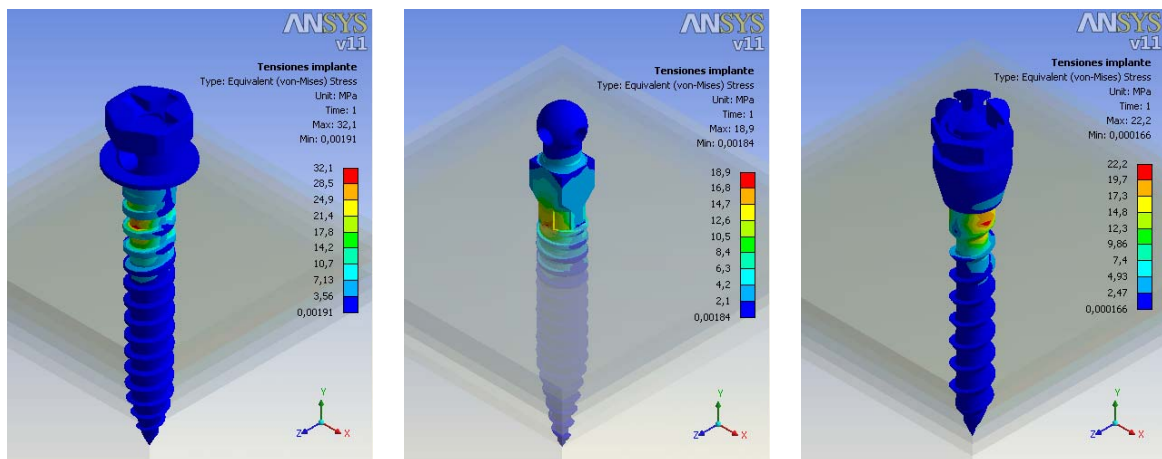 ANSYS
v11
Tensiones implante
Type: Equivalent (von-Mises) Stress
Unit: MPa
Time: 1
Max: 32,1
Min: 0,00191
32,1
28,5
24,9
21,4
17,8
14,2
10,7
7,13
3,56
0,00191
Y
Z
X
ANSYS
v11
Tensiones implante
Type: Equivalent (von-Mises) Stress
Unit: MPa
Time: 1
Max: 18,9
Min: 0,00184
18,9
16,8
14,7
12,6
10,5
8,4
6,3
4,2
2,1
0,00184
Y
Z
X
ANSYS
v11
Tensiones implante
Type: Equivalent (von-Mises) Stress
Unit: MPa
Time: 1
Max: 22,2
Min: 0,000166
22,2
19,7
17,3
14,8
12,3
9,86
7,4
4,93
2,47
0,000166
Y
Z
X